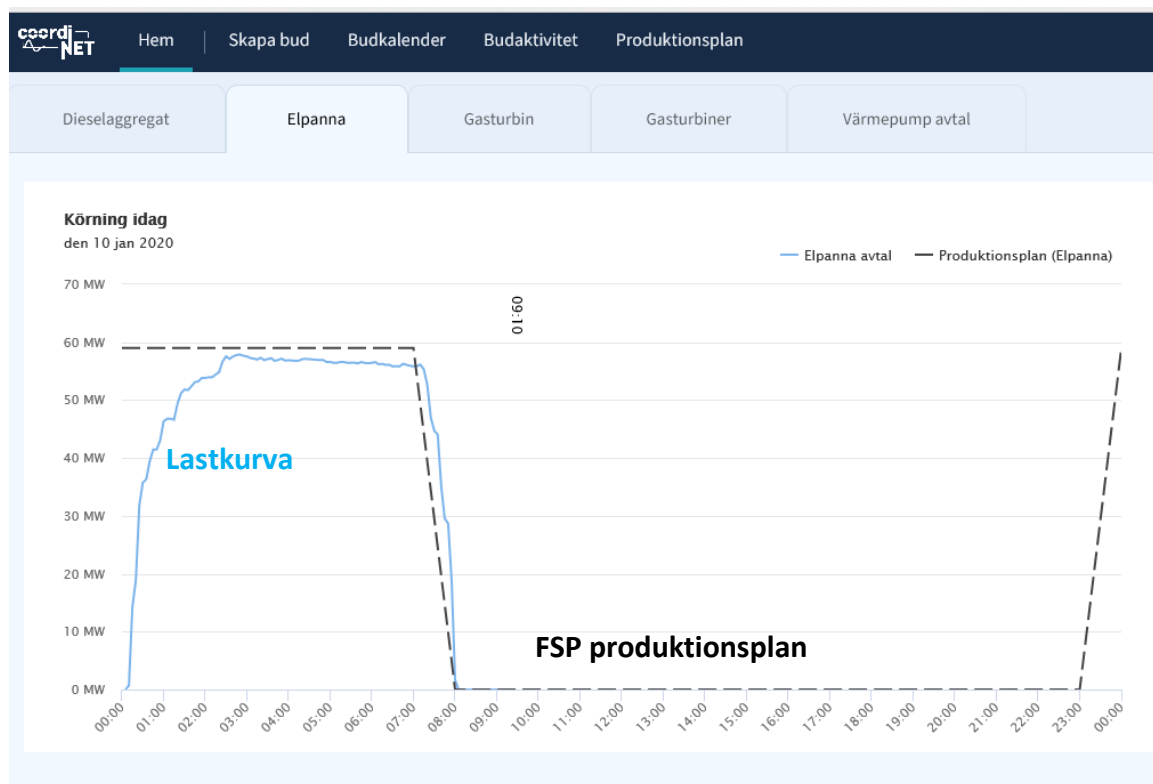 coordi
NET
Hem
Skapa bud
Budkalender
Budaktivitet
Produktionsplan
Dieselaggregat
Elpanna
Gasturbin
Gasturbiner
Värmepump avtal
Körning idag
den 10 jan 2020
Elpanna avtal
Produktionsplan (Elpanna)
70 MW
60 MW
50 MW
40 MW
30 MW
20 MW
10 MW
0 MW
09:10
Lastkurva
FSP produktionsplan
00:00
01:00
02:00
03:00
04:00
05:00
06:00
07:00
08:00
09:00
10:00
11:00
12:00
13:00
14:00
15:00
16:00
17:00
18:00
19:00
20:00
21:00
22:00
23:00
00:00